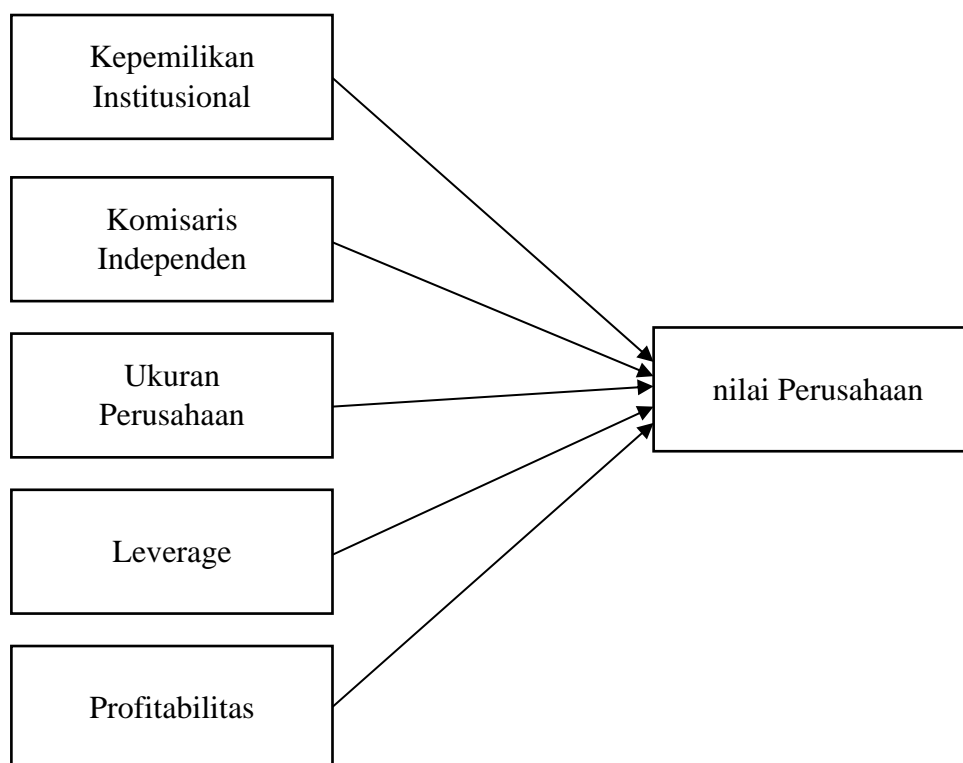 Kepemilikan
Institusional
Komisaris
Independen
Ukuran
Perusahaan
nilai Perusahaan
Leverage
Profitabilitas